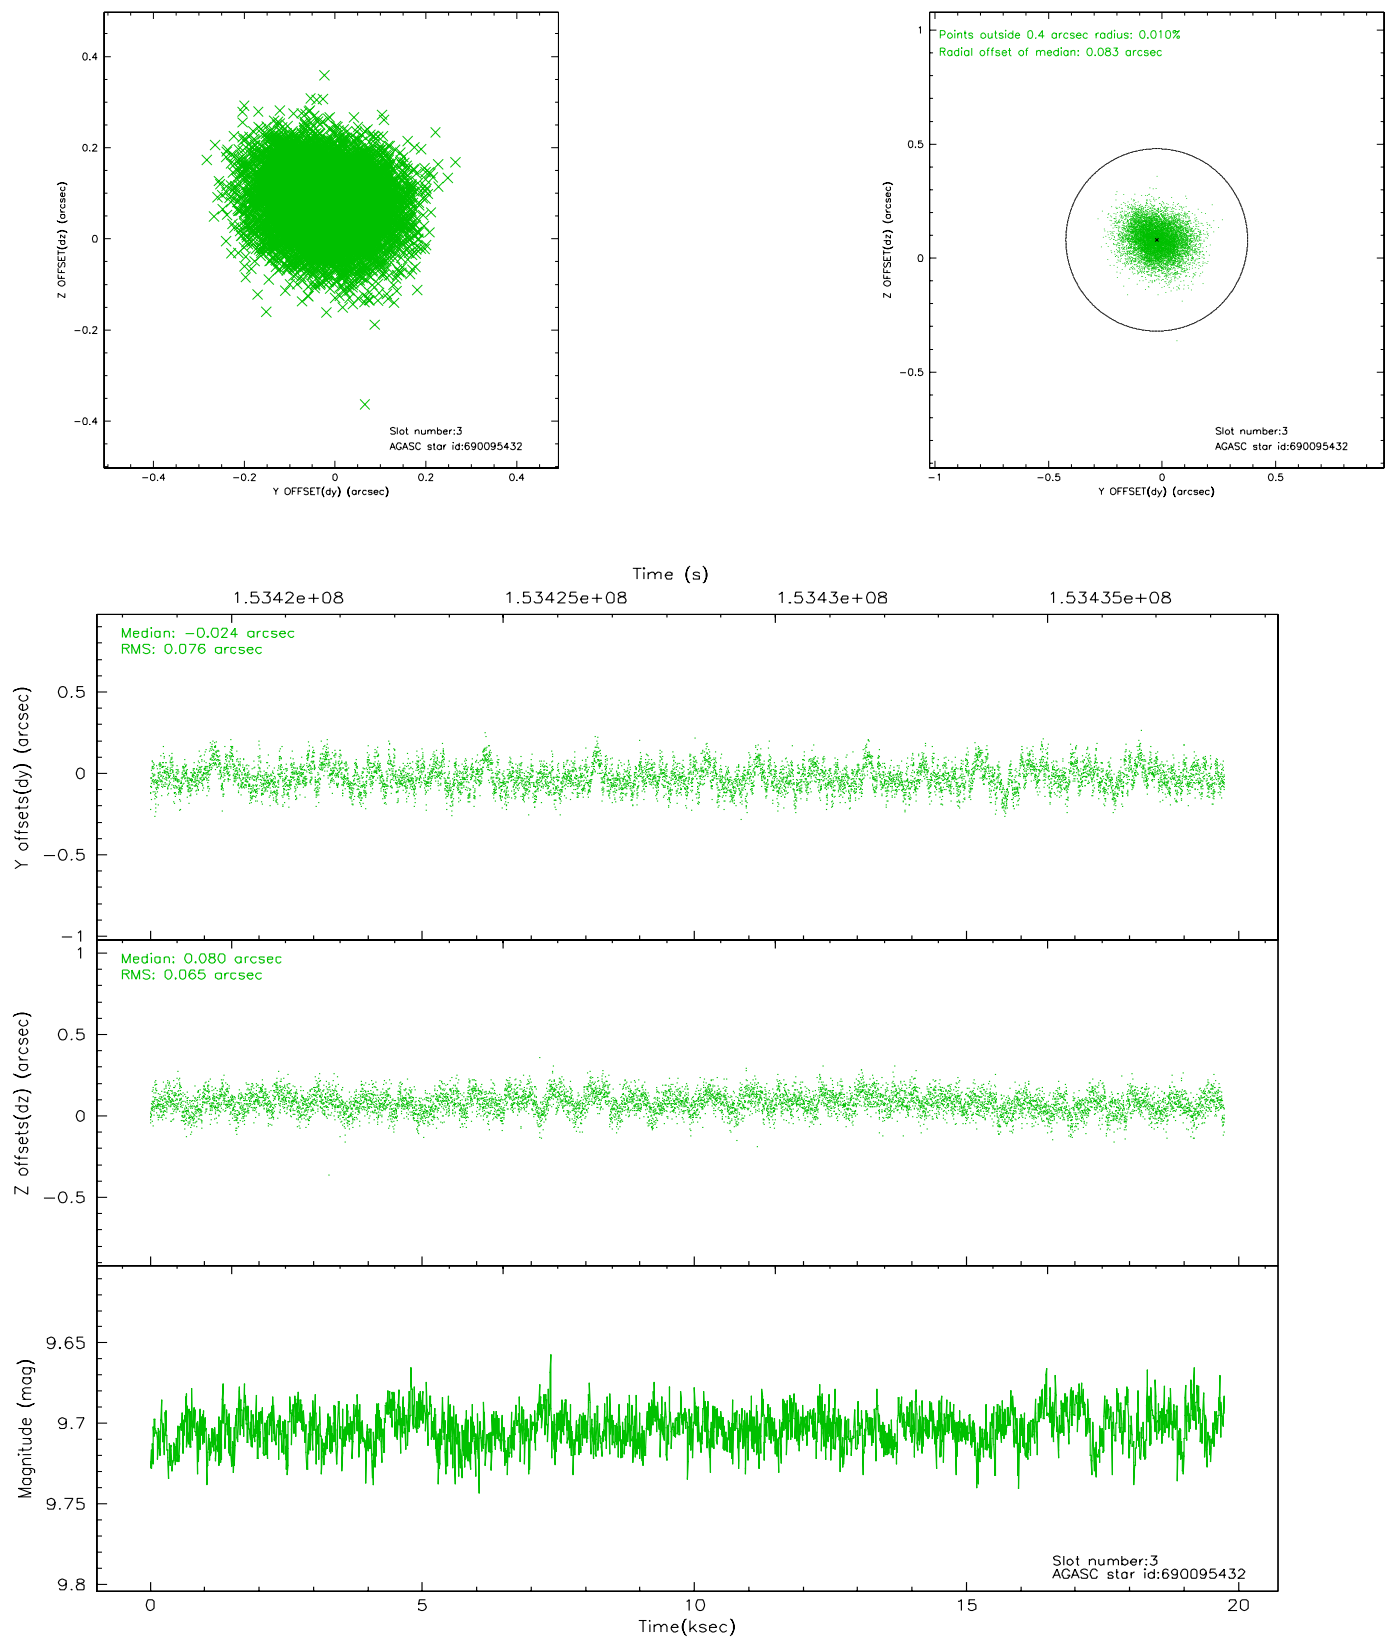 0.4
0.2
0
−0.2
−0.4
Z OFFSET(dz) (arcsec)
Slot number:3
AGASC star id:690095432
−0.4 −0.2 0 0.2 0.4
Y OFFSET(dy) (arcsec)
Points outside 0.4 arcsec radius: 0.010%
Radial offset of median: 0.083 arcsec
1
0.5
0
−0.5
Z OFFSET(dz) (arcsec)
Slot number:3
AGASC star id:690095432
−1 −0.5 0 0.5
Y OFFSET(dy) (arcsec)
Time (s)
1.5342e+08 1.53425e+08 1.5343e+08 1.53435e+08
Median: −0.024 arcsec
RMS: 0.076 arcsec
0.5
0
−0.5
−1
Y offsets(dy) (arcsec)
Median: 0.080 arcsec
RMS: 0.065 arcsec
1
0.5
0
−0.5
Z offsets(dz) (arcsec)
9.65
9.7
9.75
9.8
Magnitude (mag)
Slot number:3
AGASC star id:690095432
0 5 10 15 20
Time(ksec)